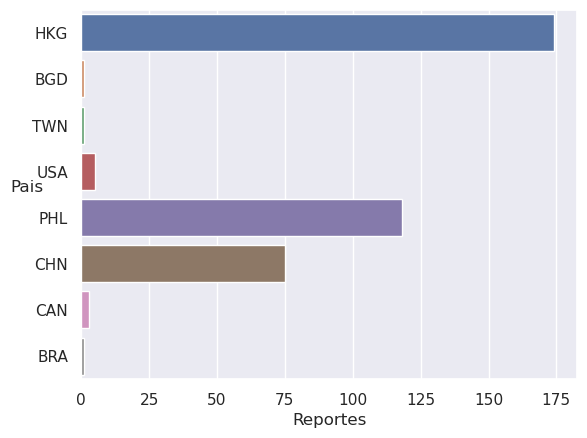 HKG
BGD
TWN
USA
Pais
PHL
CHN
CAN
BRA
0 25 50 75 100 125 150 175
Reportes